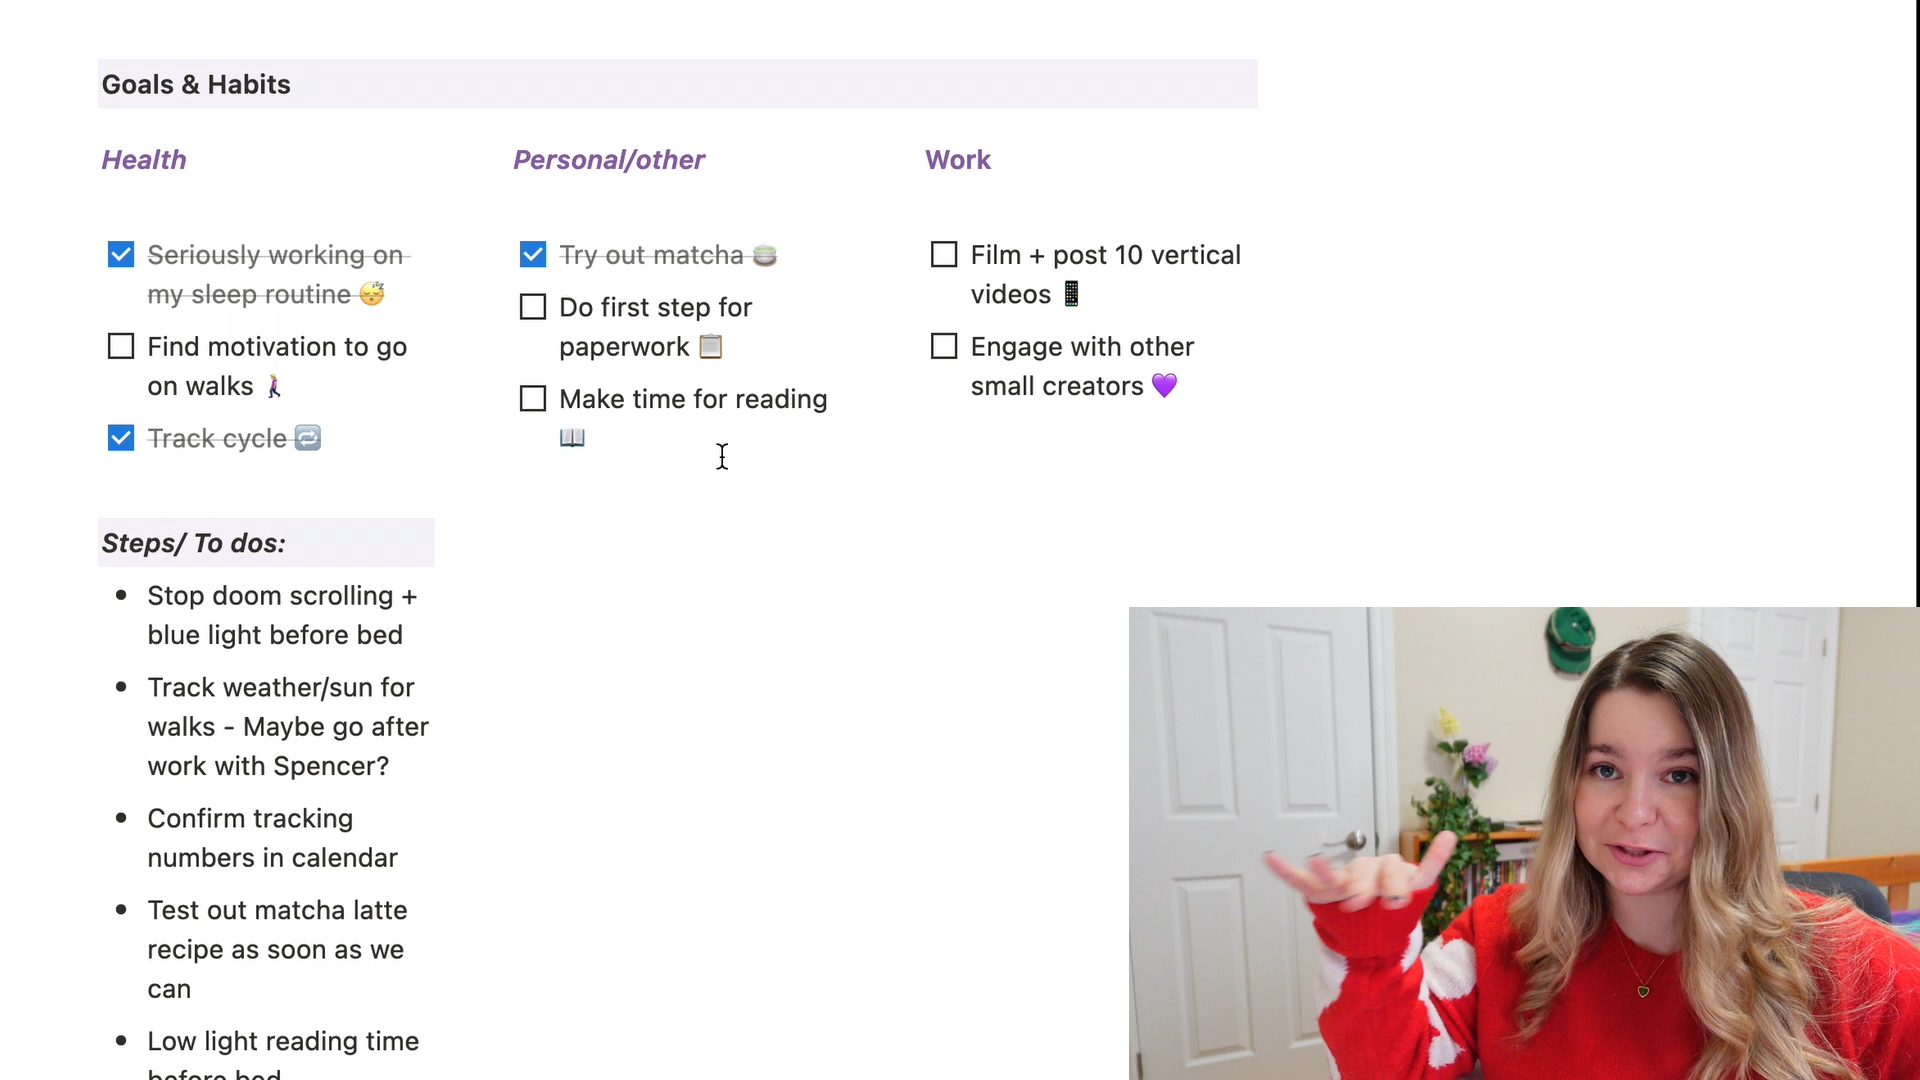 Goals & Habits
Health
Seriously working on
my sleep routine 😴
Find motivation to go
on walks 🚶‍♀️
Track cycle 🔁
Personal/other
Try out matcha 🍵
Do first step for
paperwork 📋
Make time for reading
📖
Work
Film + post 10 vertical
videos 📱
Engage with other
small creators 💜
Steps/ To dos:
• Stop doom scrolling +
blue light before bed
• Track weather/sun for
walks - Maybe go after
work with Spencer?
• Confirm tracking
numbers in calendar
• Test out matcha latte
recipe as soon as we
can
• Low light reading time
before bed